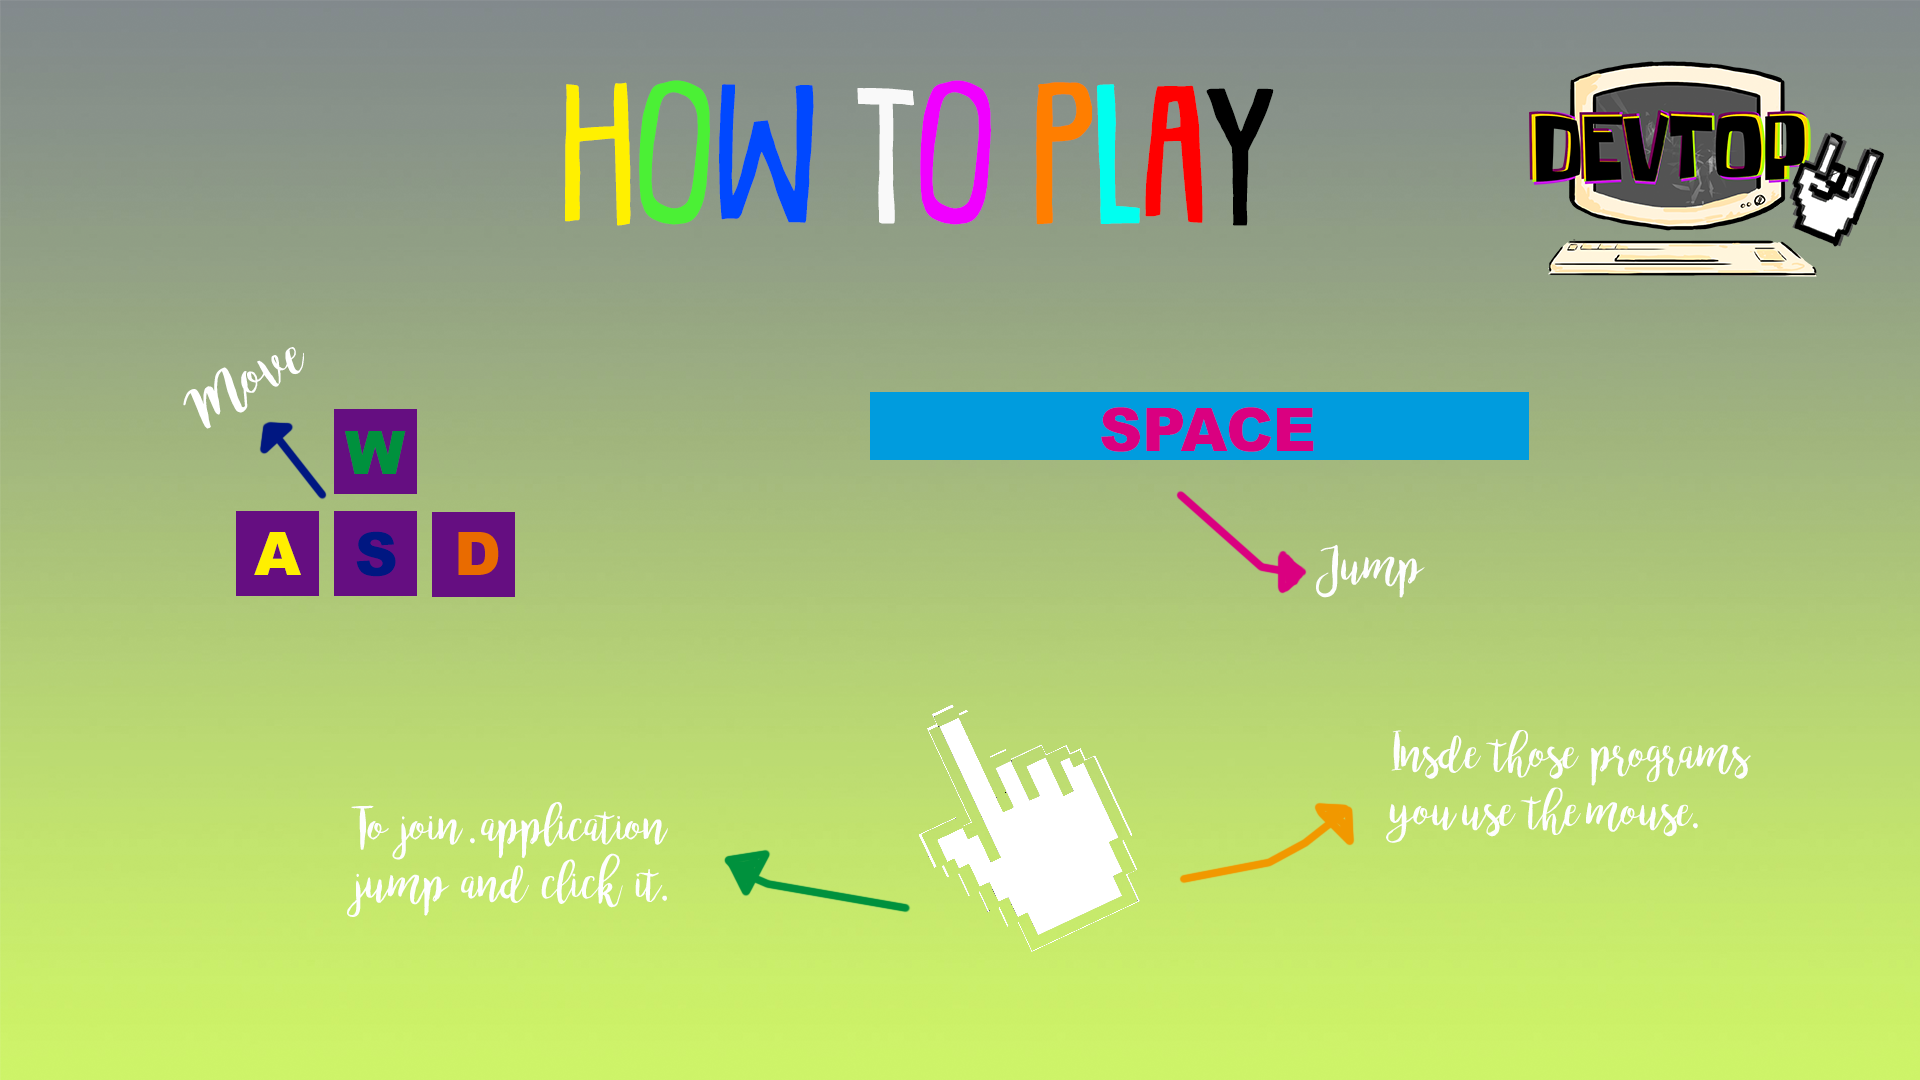 HOW TO PLAY
DEVTOP
Move
W
A S D
SPACE
Jump
Insde those programs
you use the mouse.
To join .application
jump and click it.